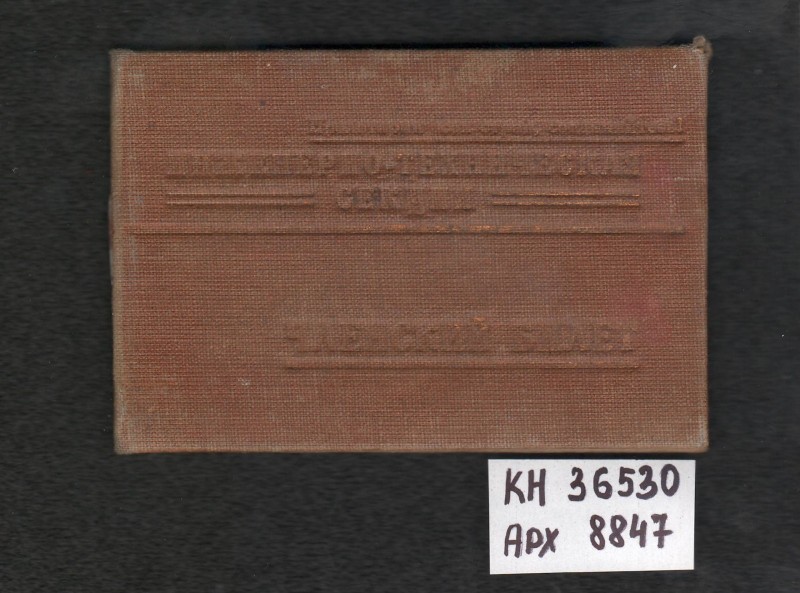 ИНЖЕНЕРНО-ТЕХНИЧЕСКАЯ
СЕКЦИЯ
ЧЛЕНСКИЙ БИЛЕТ
КН 36530
АРХ 8847